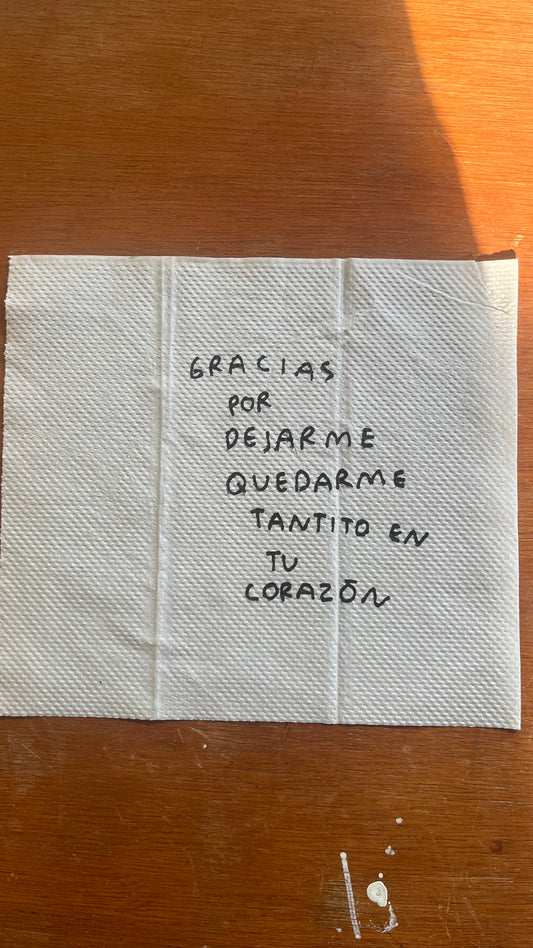 GRACIAS
POR
DEJARME
QUEDARME
TANTITO EN
TU
CORAZÓN